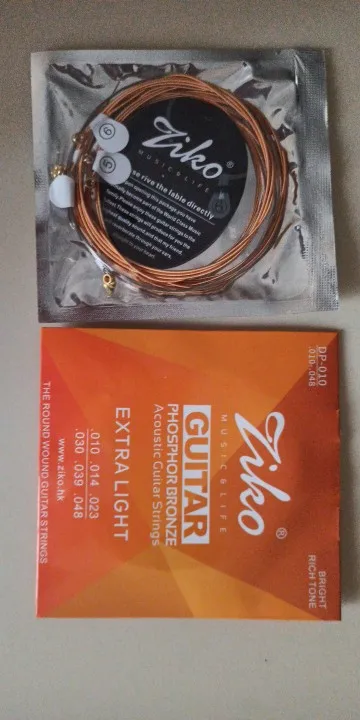 6
5
Ziko®
MUSIC & LIFE
se rive the lable directly
Ziko®
MUSIC & LIFE
GUITAR
PHOSPHOR BRONZE
Acoustic Guitar Strings
EXTRA LIGHT
.010 .014 .023
.030 .039 .048
www.ziko.hk
THE ROUND WOUND GUITAR STRINGS
DP-010
.010-.048
BRIGHT
RICH TONE